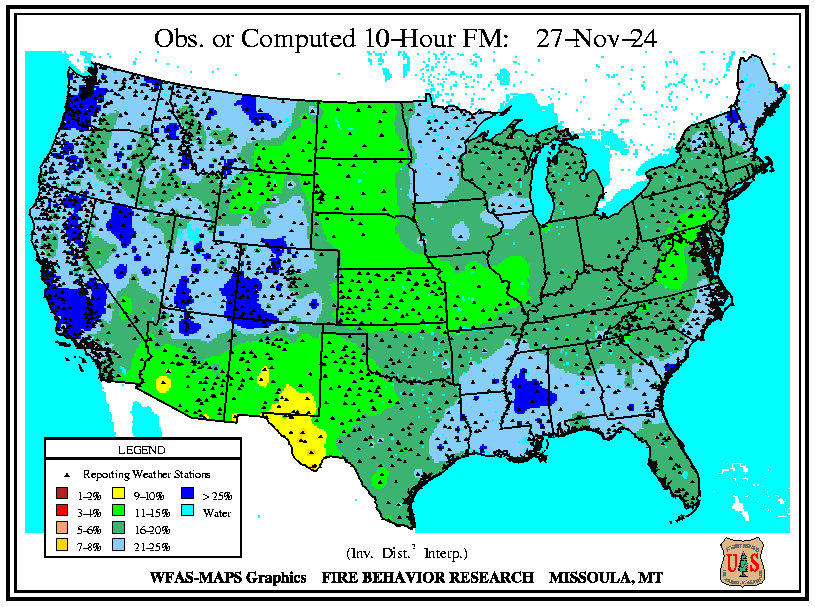 Obs. or Computed 10-Hour FM: 27-Nov-24
LEGEND
Reporting Weather Stations
1-2% 9-10% > 25%
3-4% 11-15% Water
5-6% 16-20%
7-8% 21-25%
(Inv. Dist.² Interp.)
WFAS-MAPS Graphics FIRE BEHAVIOR RESEARCH MISSOULA, MT
U S